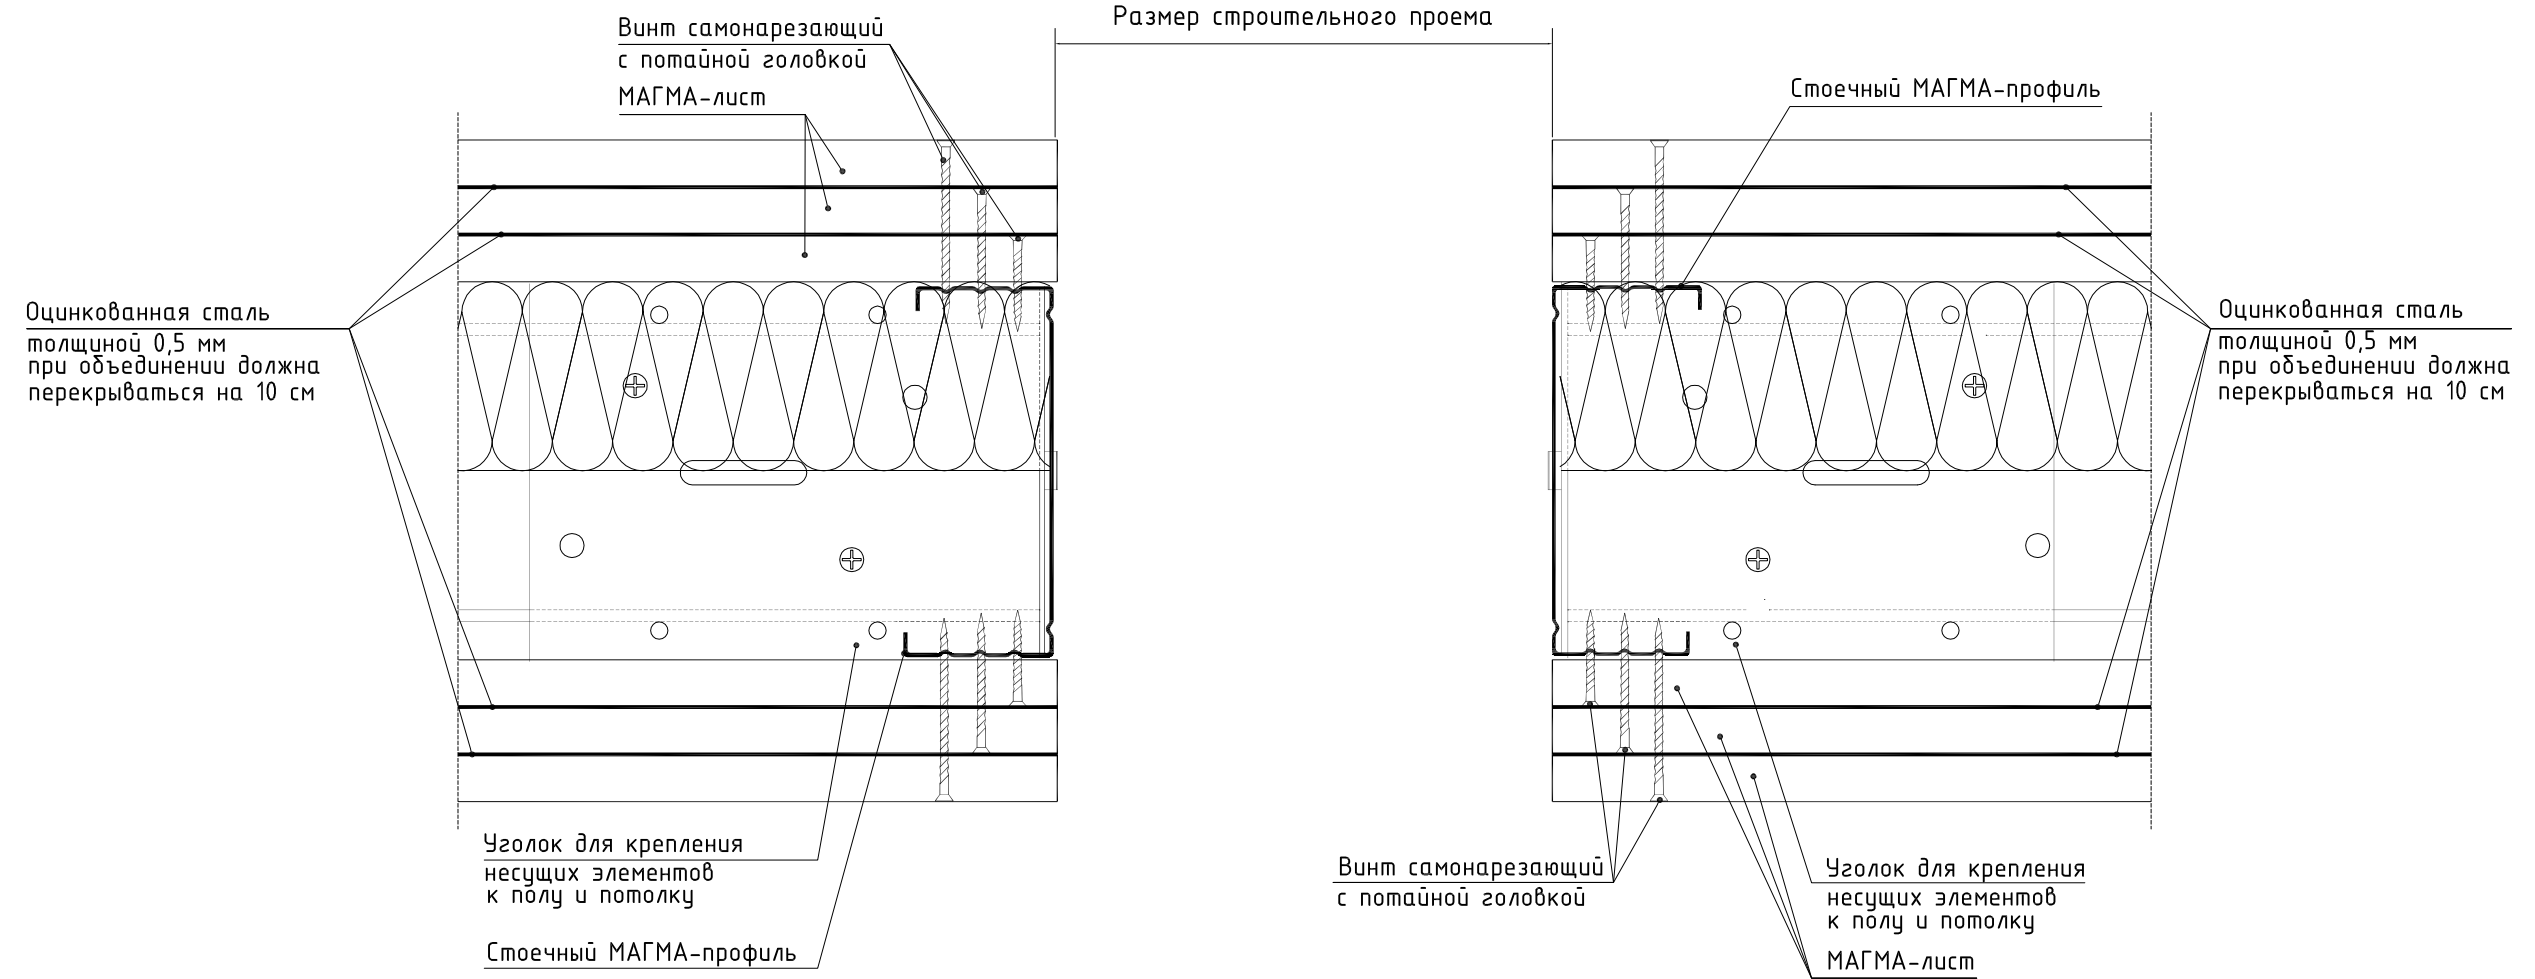 Размер строительного проема
Винт самонарезающий
с потайной головкой
МАГМА-лист
Стоечный МАГМА-профиль
Оцинкованная сталь
толщиной 0,5 мм
при объединении должна
перекрываться на 10 см
Оцинкованная сталь
толщиной 0,5 мм
при объединении должна
перекрываться на 10 см
Уголок для крепления
несущих элементов
к полу и потолку
Стоечный МАГМА-профиль
Винт самонарезающий
с потайной головкой
Уголок для крепления
несущих элементов
к полу и потолку
МАГМА-лист